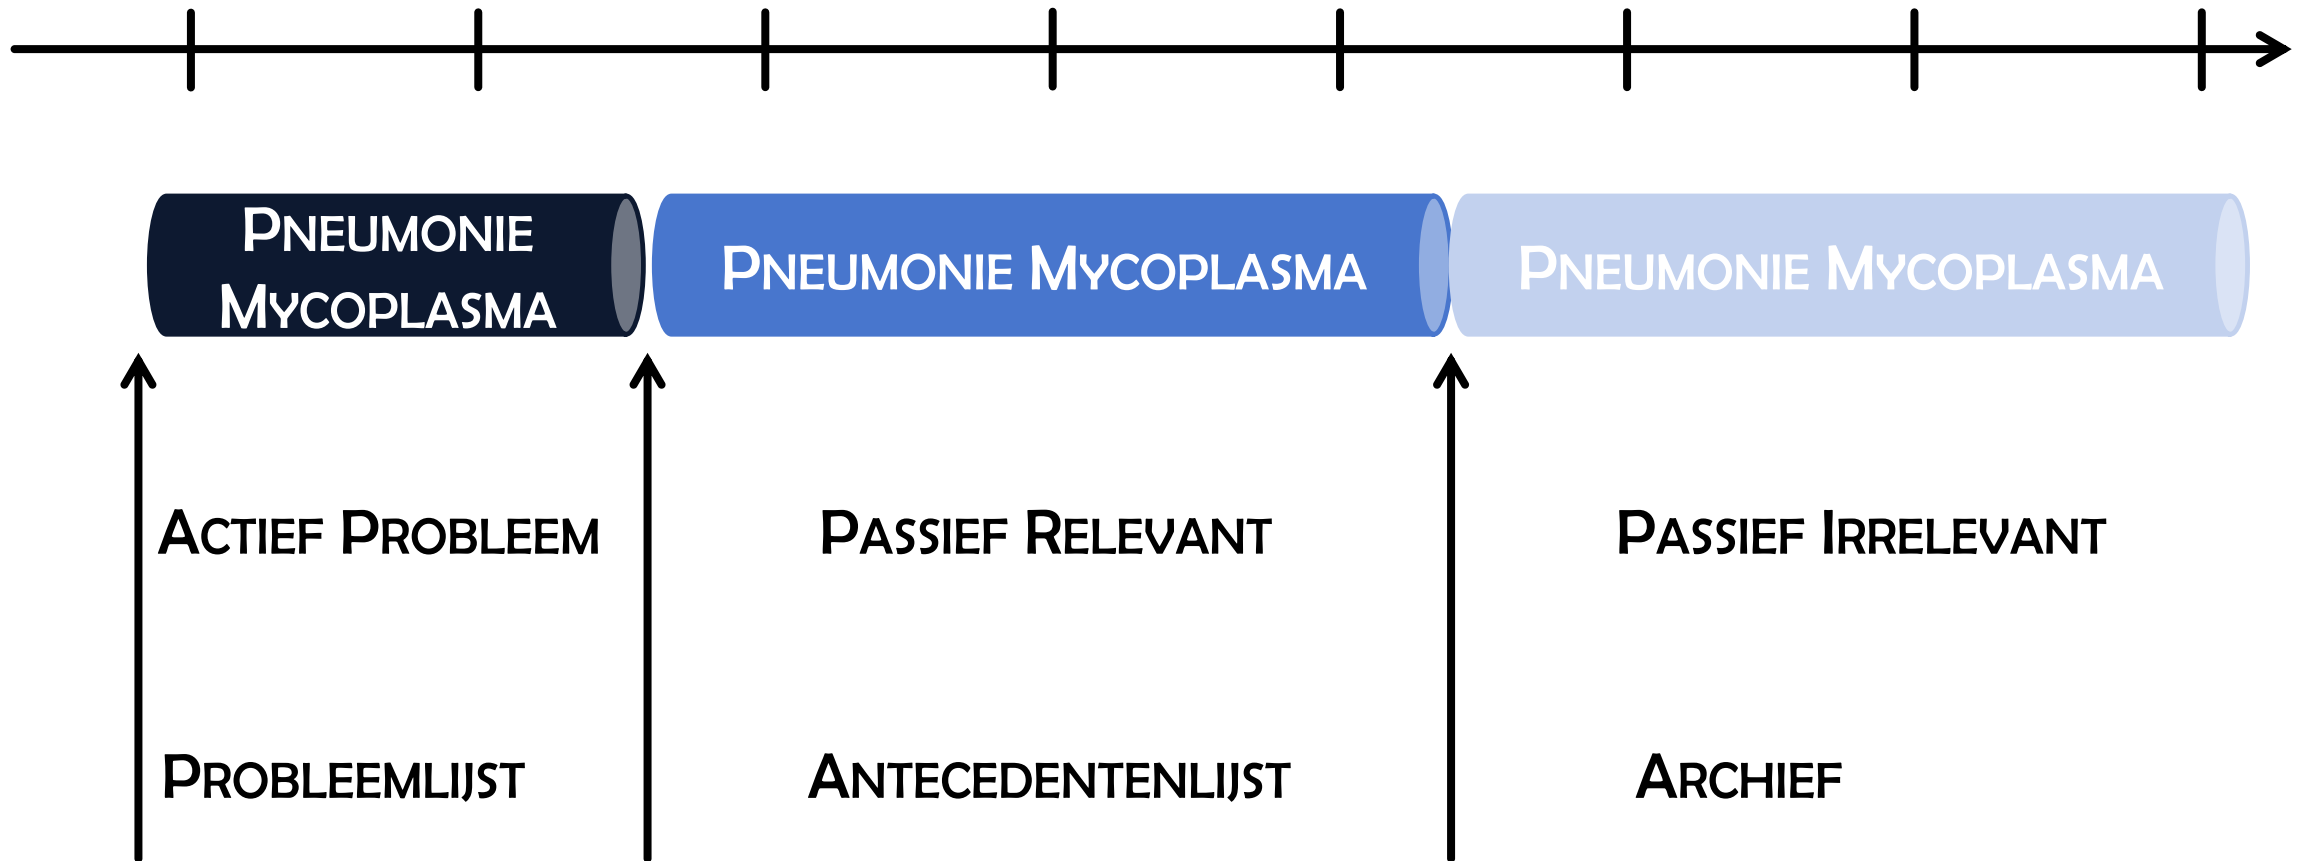 Pneumonie
Mycoplasma
Pneumonie Mycoplasma
Pneumonie Mycoplasma
Actief Probleem
Passief Relevant
Passief Irrelevant
Probleemlijst
Antecedentenlijst
Archief